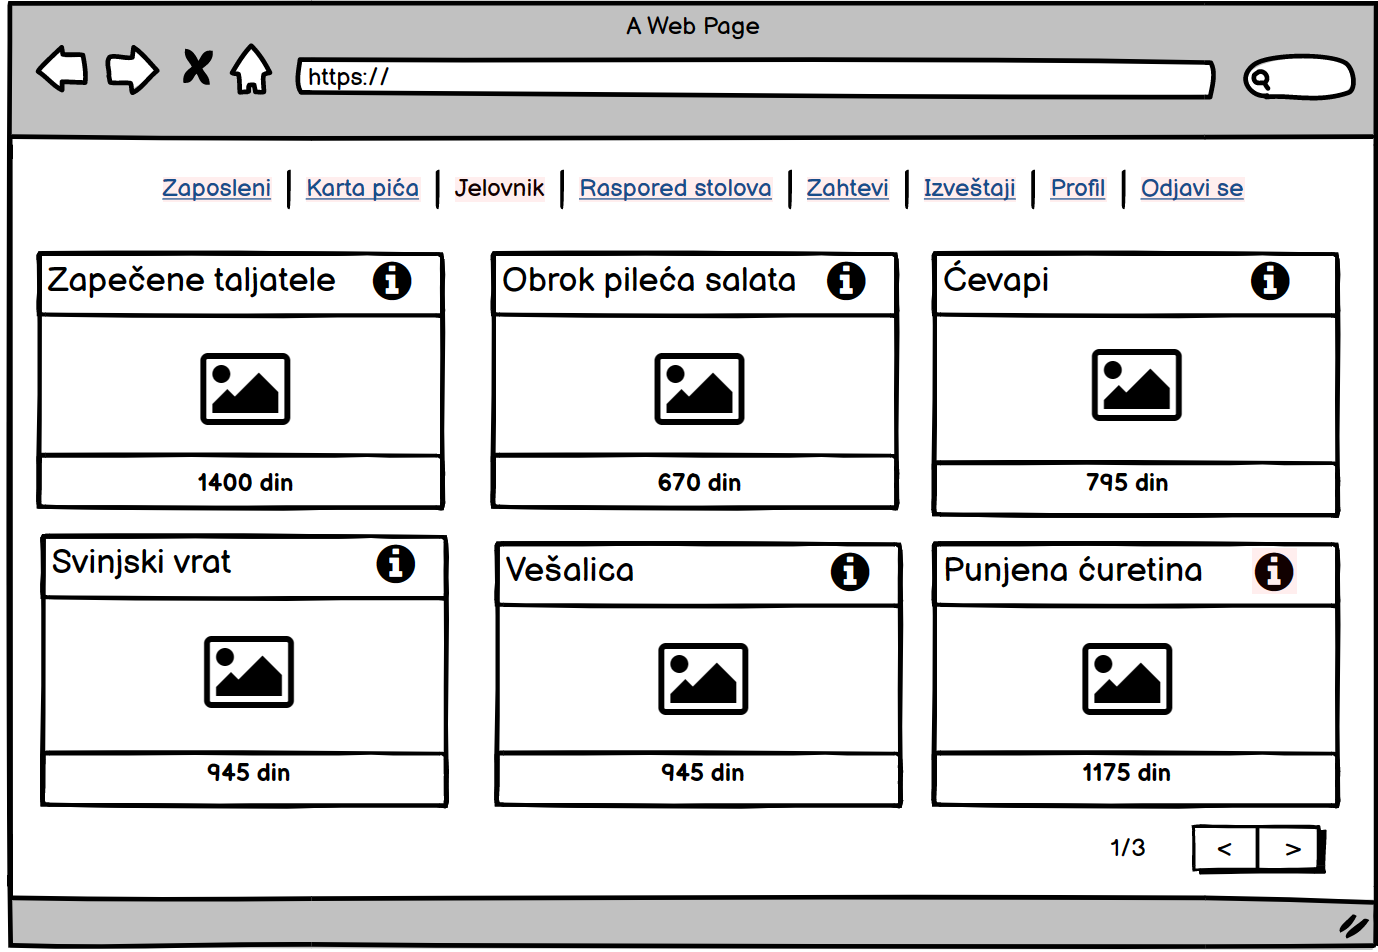 A Web Page
https://
Zaposleni | Karta pića | Jelovnik | Raspored stolova | Zahtevi | Izveštaji | Profil | Odjavi se
Zapečene taljatele
Obrok pileća salata
Ćevapi
1400 din
670 din
795 din
Svinjski vrat
Vešalica
Punjena ćuretina
945 din
945 din
1175 din
1/3
< >